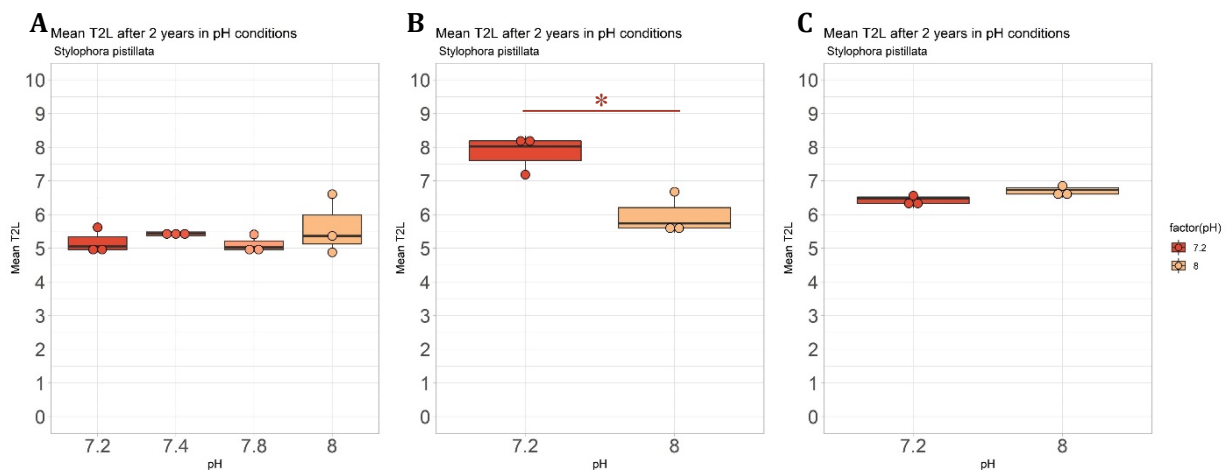 A
Mean T2L after 2 years in pH conditions
Stylophora pistillata
10
9
8
7
6
5
4
3
2
1
0
Mean T2L
7.2 7.4 7.8 8
pH
B
Mean T2L after 2 years in pH conditions
Stylophora pistillata
*
10
9
8
7
6
5
4
3
2
1
0
Mean T2L
7.2 8
pH
C
Mean T2L after 2 years in pH conditions
Stylophora pistillata
10
9
8
7
6
5
4
3
2
1
0
Mean T2L
7.2 8
pH
factor(pH)
7.2
8